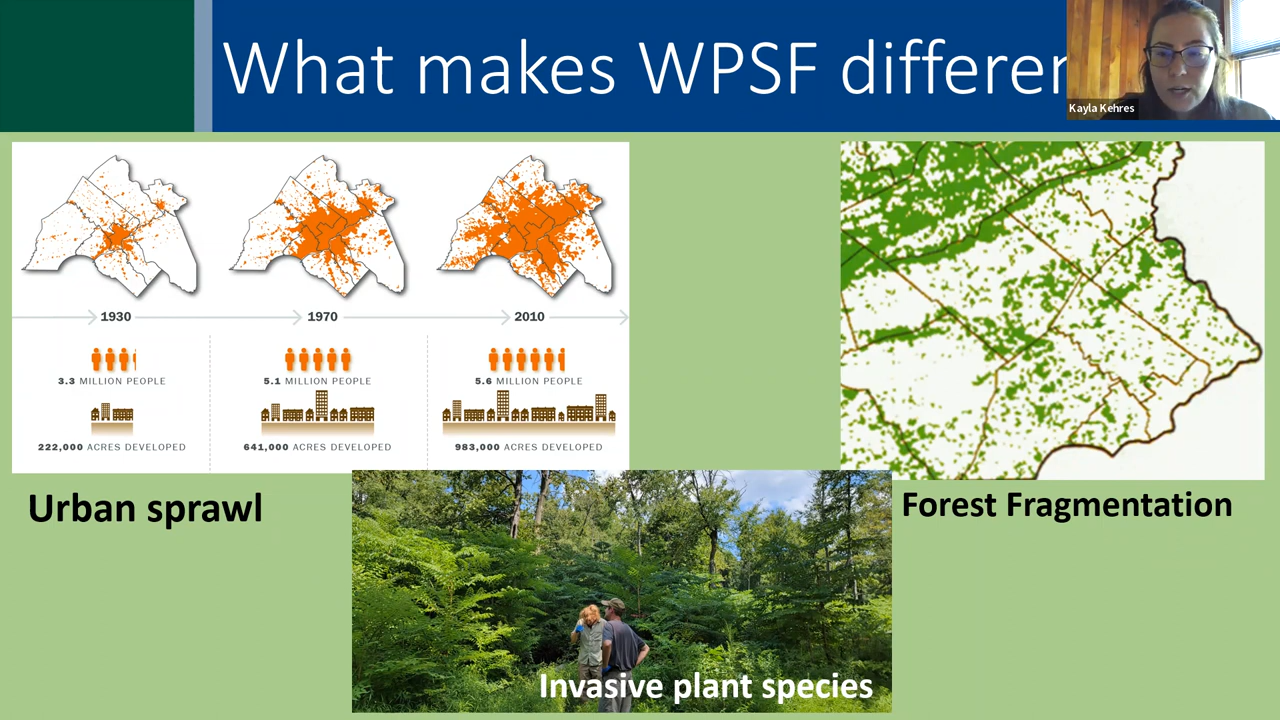 What makes WPSF differen
Kayla Kehres
1930
1970
2010
3.3 MILLION PEOPLE
5.1 MILLION PEOPLE
5.6 MILLION PEOPLE
222,000 ACRES DEVELOPED
641,000 ACRES DEVELOPED
983,000 ACRES DEVELOPED
Urban sprawl
Forest Fragmentation
Invasive plant species